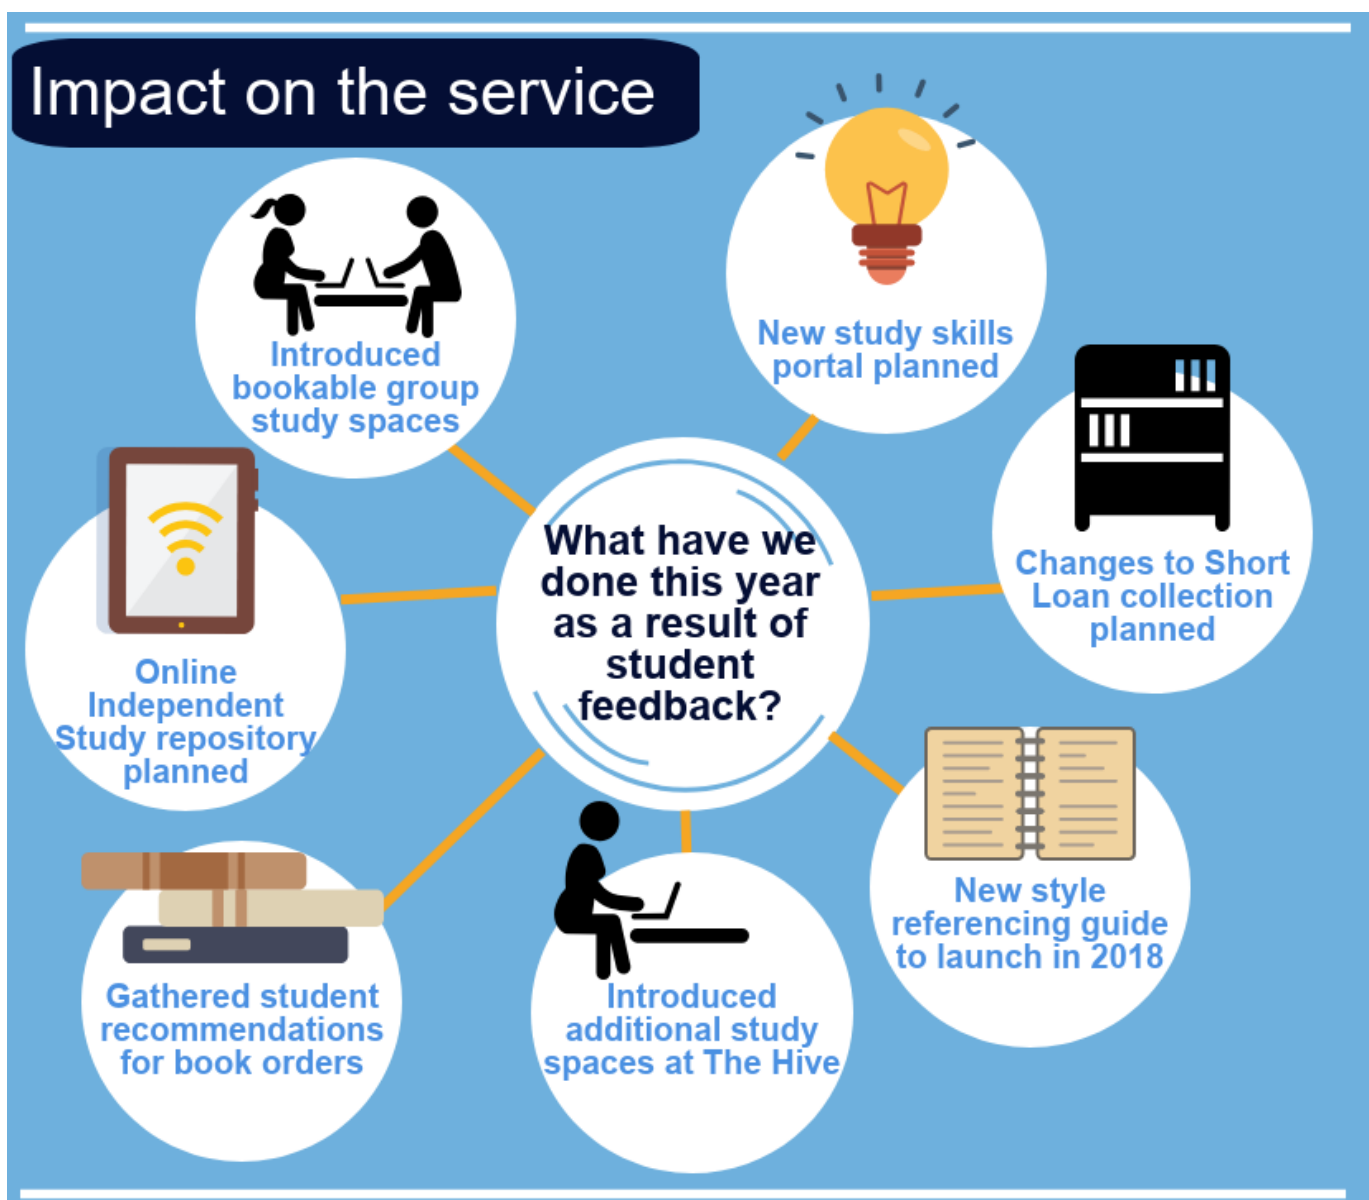 Impact on the service
Introduced
bookable group
study spaces
New study skills
portal planned
Changes to Short
Loan collection
planned
What have we
done this year
as a result of
student
feedback?
Online
Independent
Study repository
planned
New style
referencing guide
to launch in 2018
Gathered student
recommendations
for book orders
Introduced
additional study
spaces at The Hive